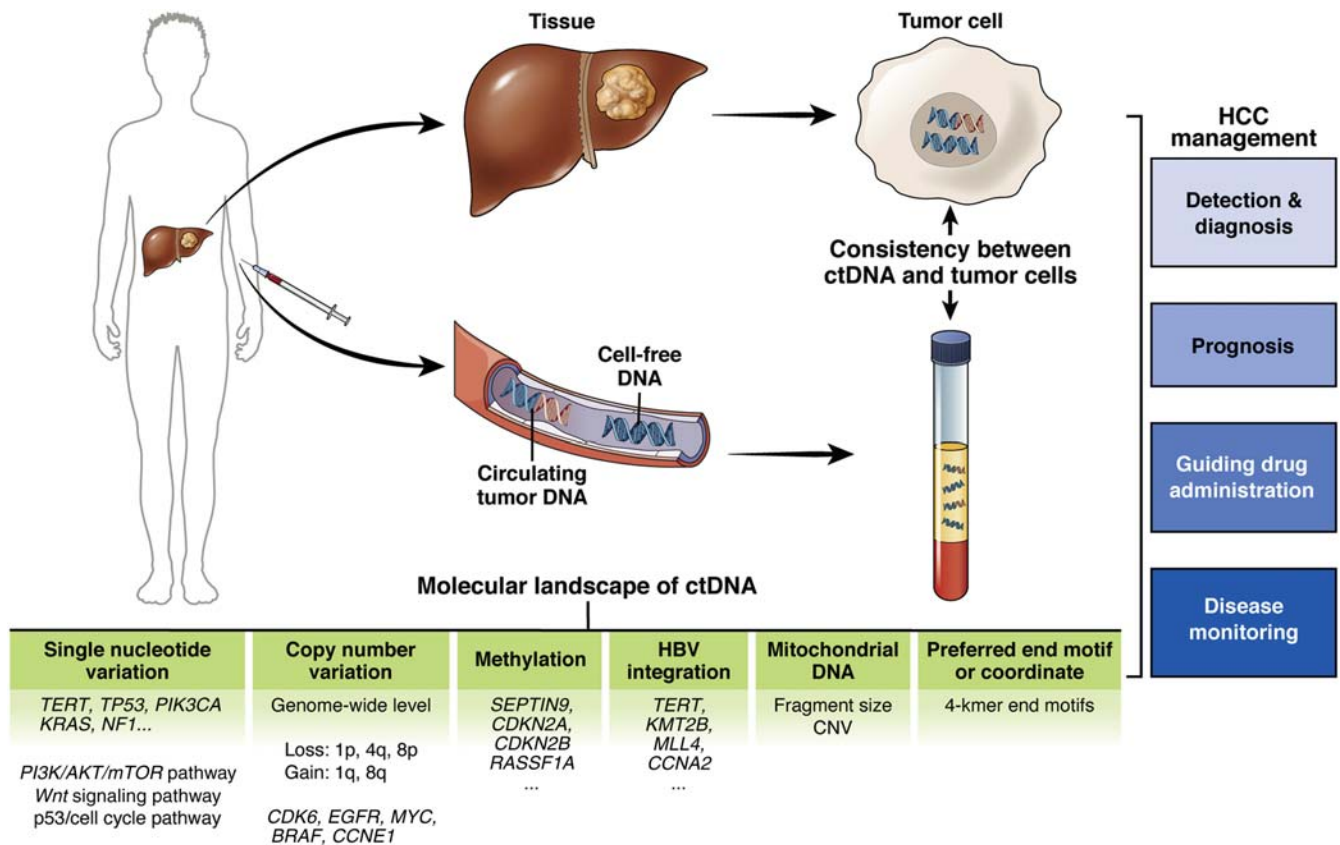 Tissue
Tumor cell
HCC
management
Detection &
diagnosis
Prognosis
Guiding drug
administration
Disease
monitoring
Consistency between
ctDNA and tumor cells
Cell-free
DNA
Circulating
tumor DNA
Molecular landscape of ctDNA
Single nucleotide
variation
TERT, TP53, PIK3CA
KRAS, NF1...
PI3K/AKT/mTOR pathway
Wnt signaling pathway
p53/cell cycle pathway
Copy number
variation
Genome-wide level
Loss: 1p, 4q, 8p
Gain: 1q, 8q
CDK6, EGFR, MYC,
BRAF, CCNE1
Methylation
SEPTIN9,
CDKN2A,
CDKN2B
RASSF1A
...
HBV
integration
TERT,
KMT2B,
MLL4,
CCNA2
...
Mitochondrial
DNA
Fragment size
CNV
Preferred end motif
or coordinate
4-kmer end motifs